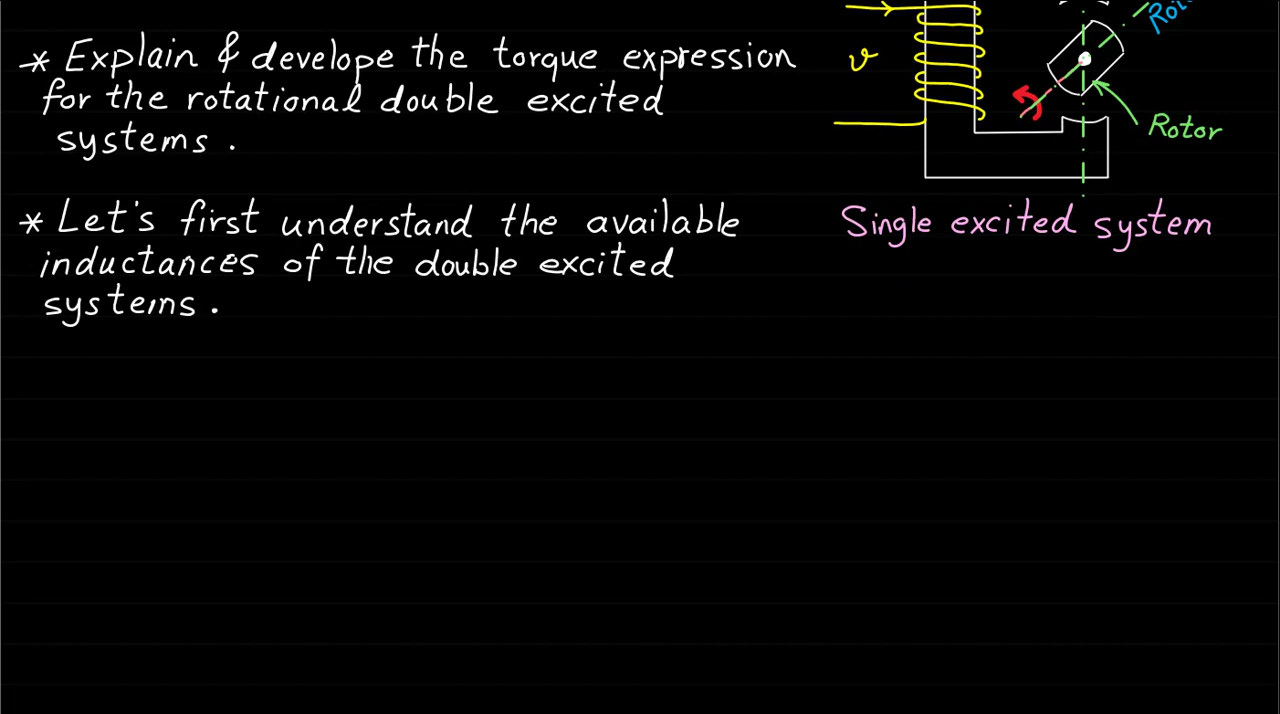 * Explain & develope the torque expression
for the rotational double excited
systems.
* Let's first understand the available
inductances of the double excited
systems.
v
Rotor
Single excited system